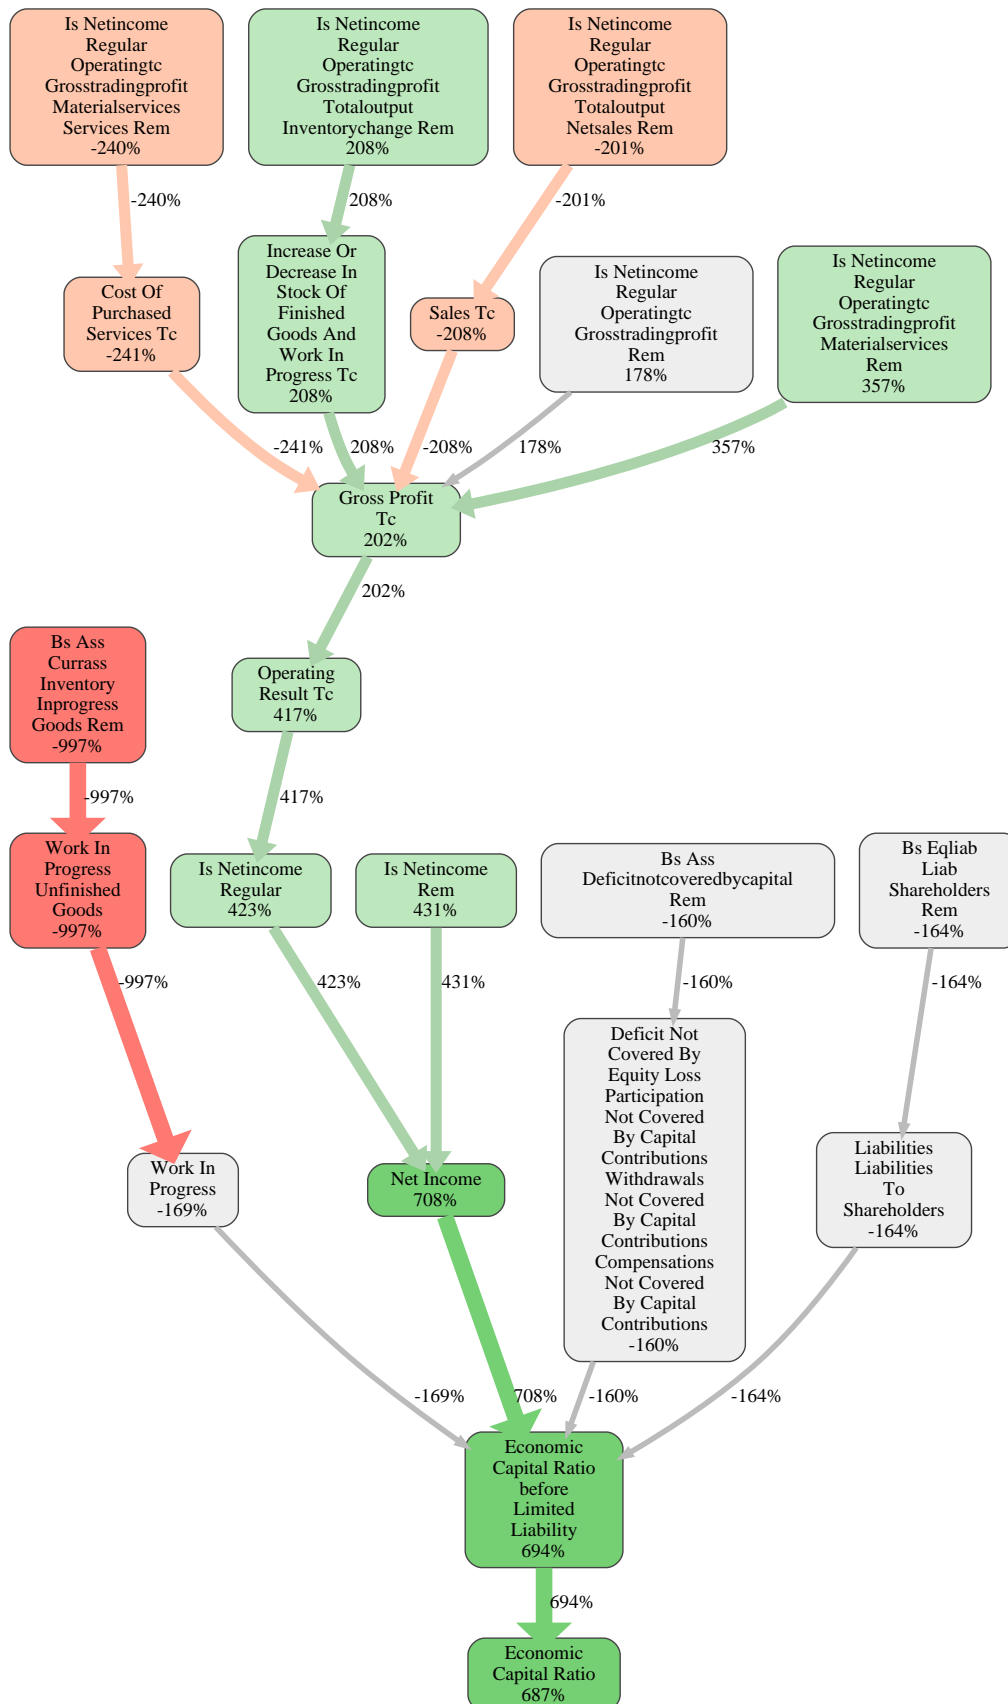 Is Netincome
Regular
Operatingtc
Grosstradingprofit
Materialservices
Services Rem
-240%
Is Netincome
Regular
Operatingtc
Grosstradingprofit
Totaloutput
Inventorychange Rem
208%
Is Netincome
Regular
Operatingtc
Grosstradingprofit
Totaloutput
Netsales Rem
-201%
-240%
208%
-201%
Cost Of
Purchased
Services Tc
-241%
Increase Or
Decrease In
Stock Of
Finished
Goods And
Work In
Progress Tc
208%
Sales Tc
-208%
Is Netincome
Regular
Operatingtc
Grosstradingprofit
Rem
178%
Is Netincome
Regular
Operatingtc
Grosstradingprofit
Materialservices
Rem
357%
-241%
208%
-208%
178%
357%
Gross Profit
Tc
202%
202%
Bs Ass
Currass
Inventory
Inprogress
Goods Rem
-997%
Operating
Result Tc
417%
-997%
417%
Work In
Progress
Unfinished
Goods
-997%
Is Netincome
Regular
423%
Is Netincome
Rem
431%
Bs Ass
Deficitnotcoveredbycapital
Rem
-160%
Bs Eqliab
Liab
Shareholders
Rem
-164%
-997%
423%
431%
-160%
-164%
Deficit Not
Covered By
Equity Loss
Participation
Not Covered
By Capital
Contributions
Withdrawals
Not Covered
By Capital
Contributions
Compensations
Not Covered
By Capital
Contributions
-160%
Work In
Progress
-169%
Net Income
708%
Liabilities
Liabilities
To
Shareholders
-164%
-169%
708%
-160%
-164%
Economic
Capital Ratio
before
Limited
Liability
694%
694%
Economic
Capital Ratio
687%